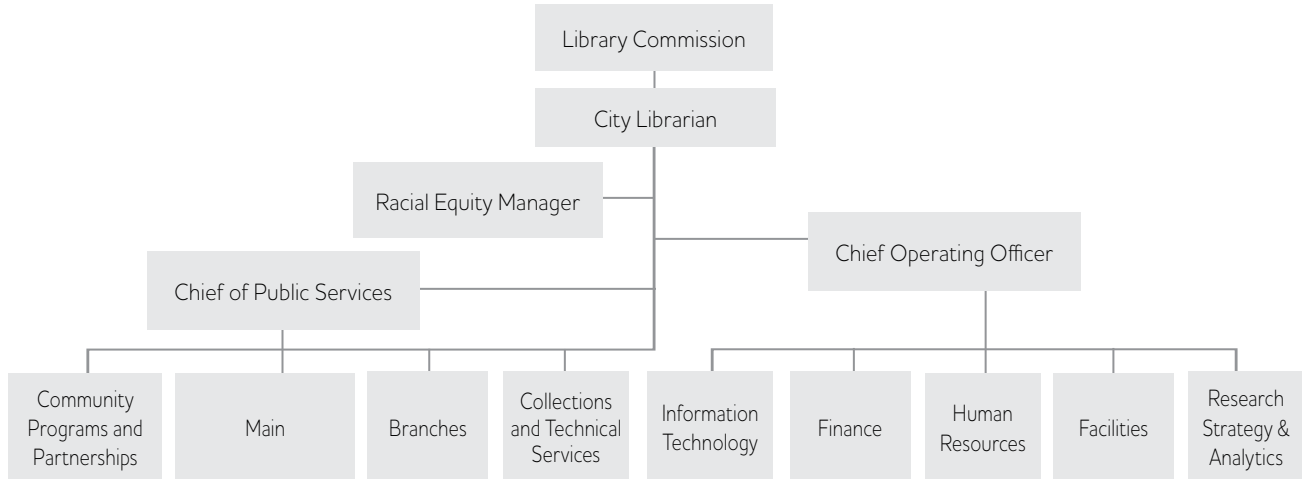 Library Commission
City Librarian
Racial Equity Manager
Chief Operating Officer
Chief of Public Services
Community
Programs and
Partnerships
Main
Branches
Collections
and Technical
Services
Information
Technology
Finance
Human
Resources
Facilities
Research
Strategy &
Analytics